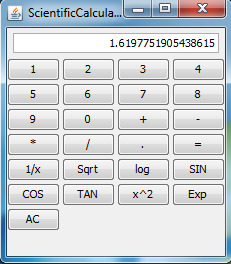 ScientificCalcula...
1.6197751905438615
1 2 3 4
5 6 7 8
9 0 + -
* / . =
1/x Sqrt log SIN
COS TAN x^2 Exp
AC